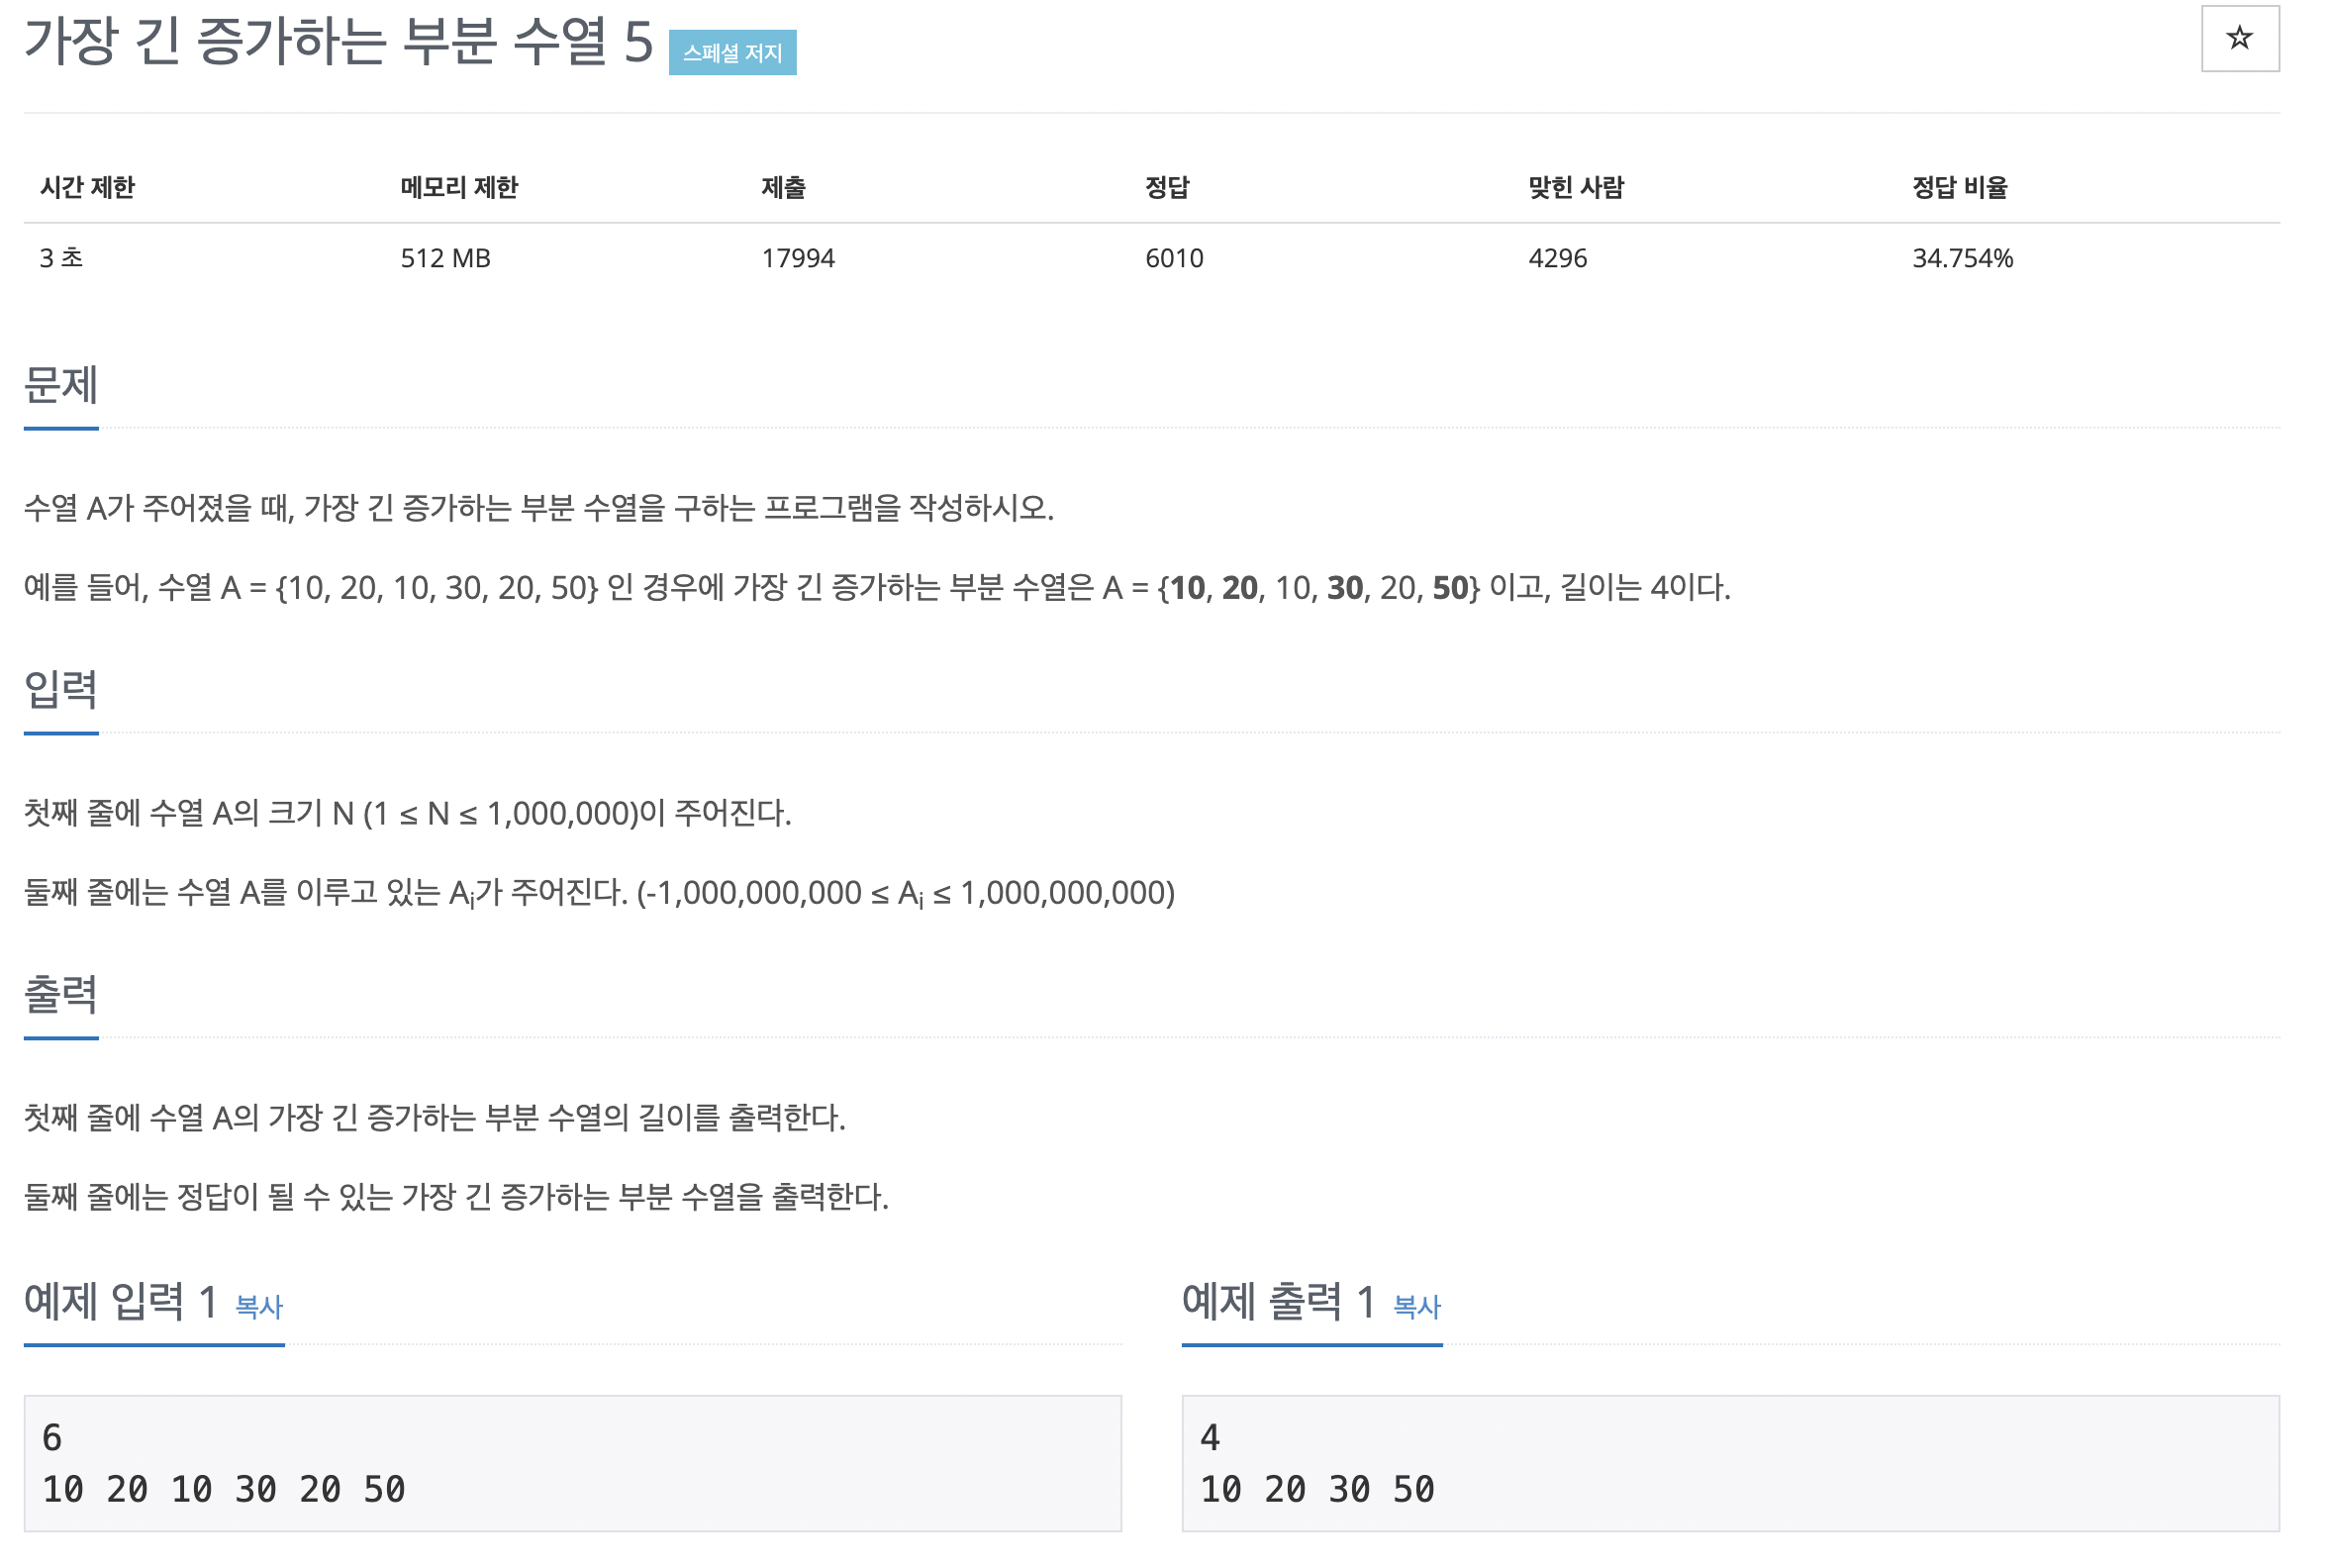 가장 긴 증가하는 부분 수열 5 스페셜 저지
☆
시간 제한 메모리 제한 제출 정답 맞힌 사람 정답 비율
3 초 512 MB 17994 6010 4296 34.754%
문제
수열 A가 주어졌을 때, 가장 긴 증가하는 부분 수열을 구하는 프로그램을 작성하시오.
예를 들어, 수열 A = {10, 20, 10, 30, 20, 50} 인 경우에 가장 긴 증가하는 부분 수열은 A = {10, 20, 10, 30, 20, 50} 이고, 길이는 4이다.
입력
첫째 줄에 수열 A의 크기 N (1 ≤ N ≤ 1,000,000)이 주어진다.
둘째 줄에는 수열 A를 이루고 있는 Ai가 주어진다. (-1,000,000,000 ≤ Ai ≤ 1,000,000,000)
출력
첫째 줄에 수열 A의 가장 긴 증가하는 부분 수열의 길이를 출력한다.
둘째 줄에는 정답이 될 수 있는 가장 긴 증가하는 부분 수열을 출력한다.
예제 입력 1 복사
6
10 20 10 30 20 50
예제 출력 1 복사
4
10 20 30 50